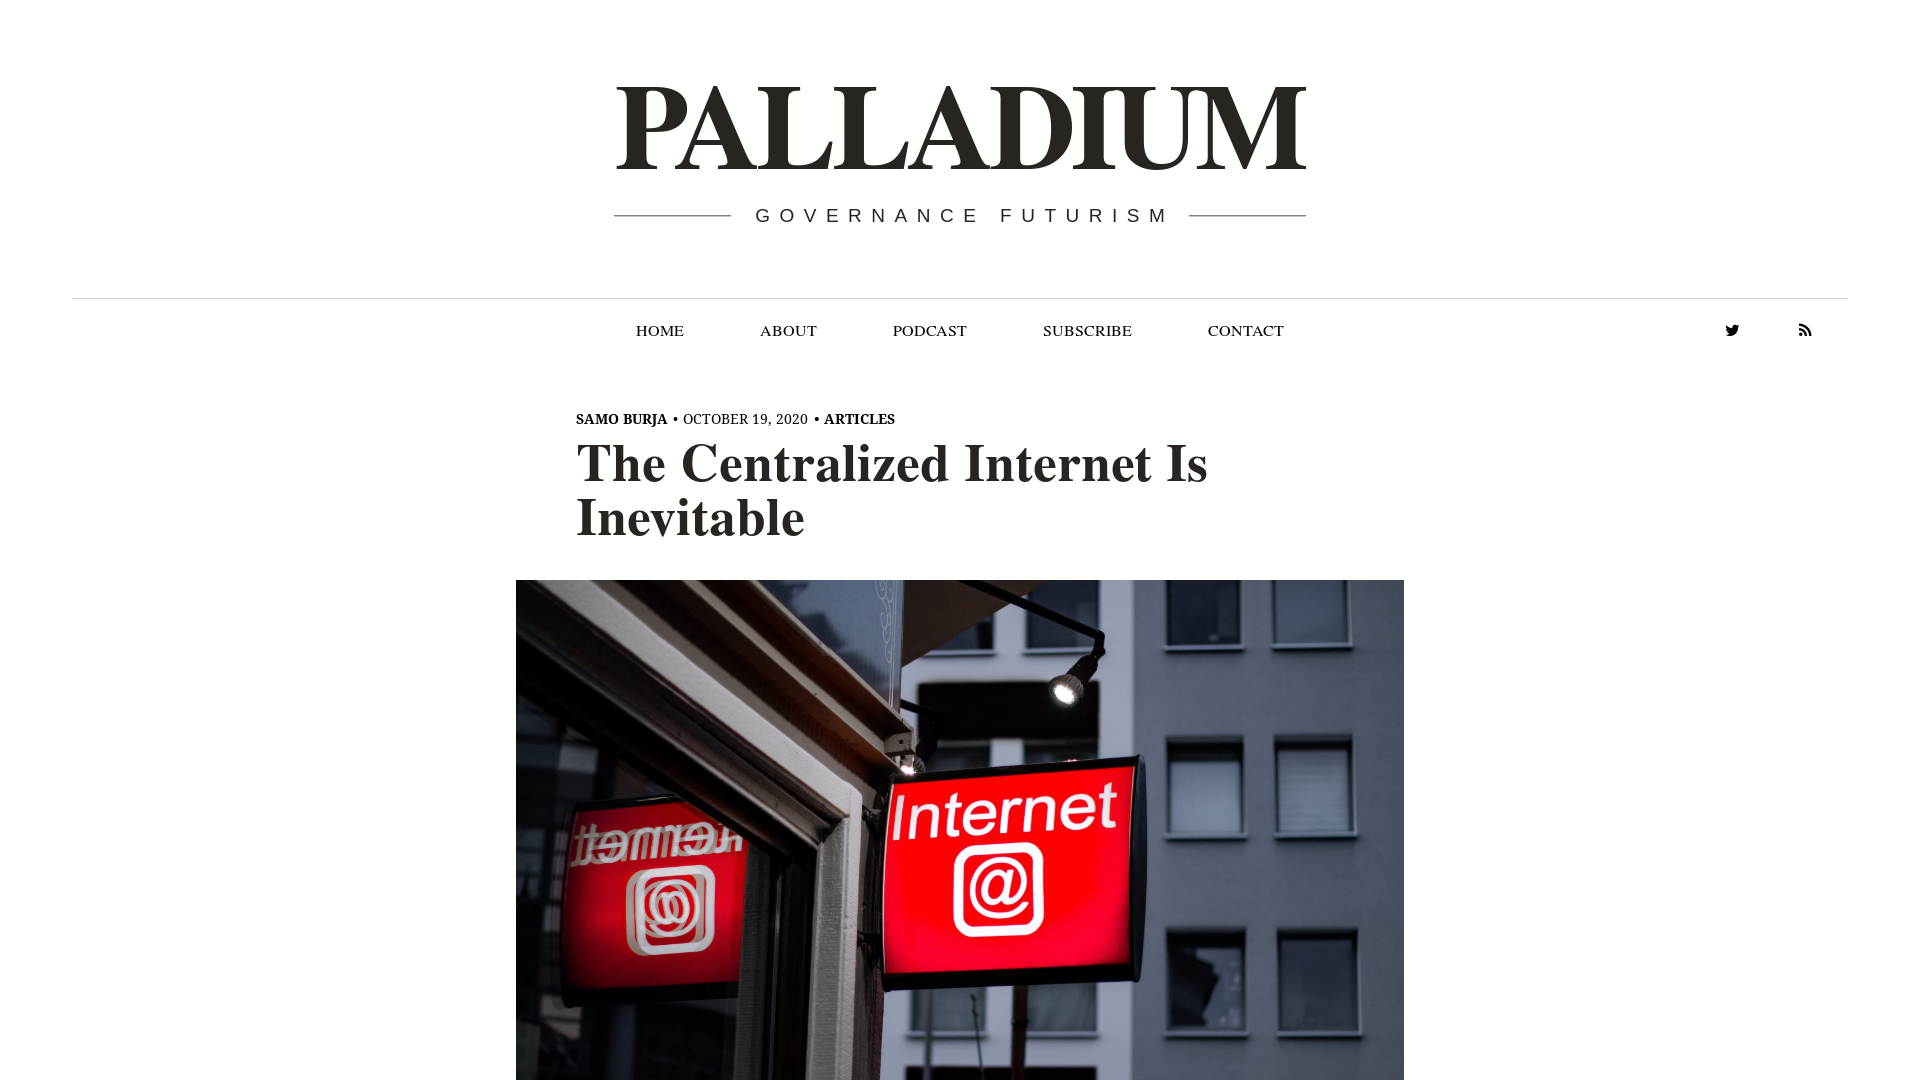 PALLADIUM
GOVERNANCE FUTURISM
HOME ABOUT PODCAST SUBSCRIBE CONTACT
SAMO BURJA • OCTOBER 19, 2020 • ARTICLES
The Centralized Internet Is
Inevitable
Internet
@
Internet
@